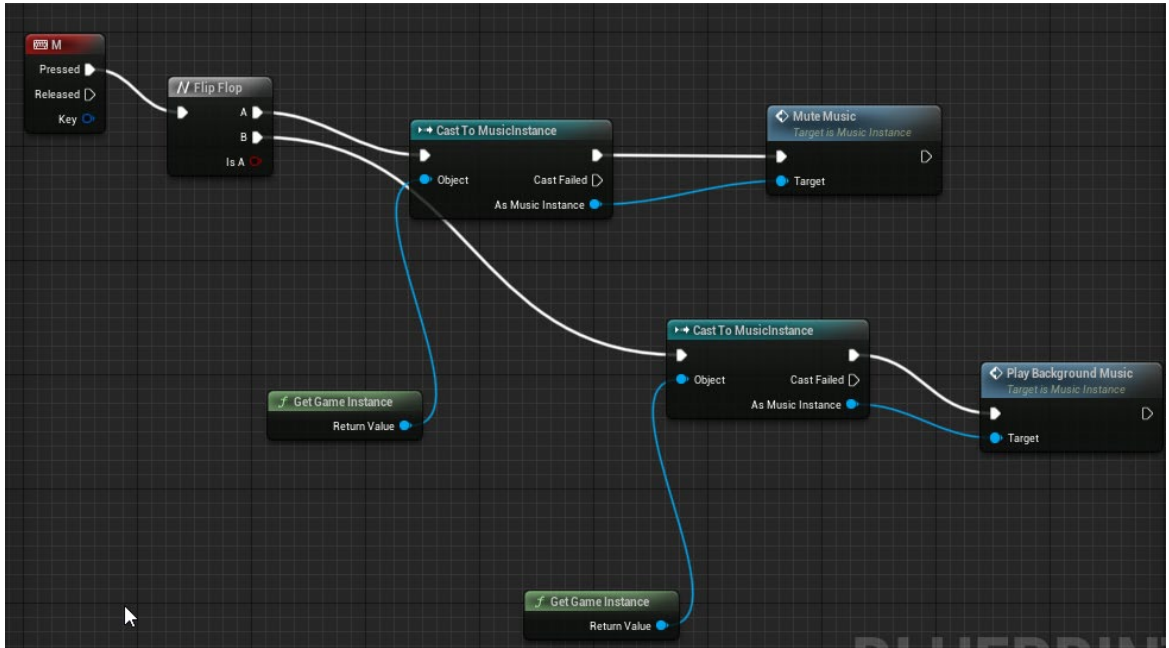 M
Pressed
Released
Key
Flip Flop
A
B
Is A
Cast To MusicInstance
Object
Cast Failed
As Music Instance
Mute Music
Target is Music Instance
Target
Get Game Instance
Return Value
Cast To MusicInstance
Object
Cast Failed
As Music Instance
Play Background Music
Target is Music Instance
Target
Get Game Instance
Return Value